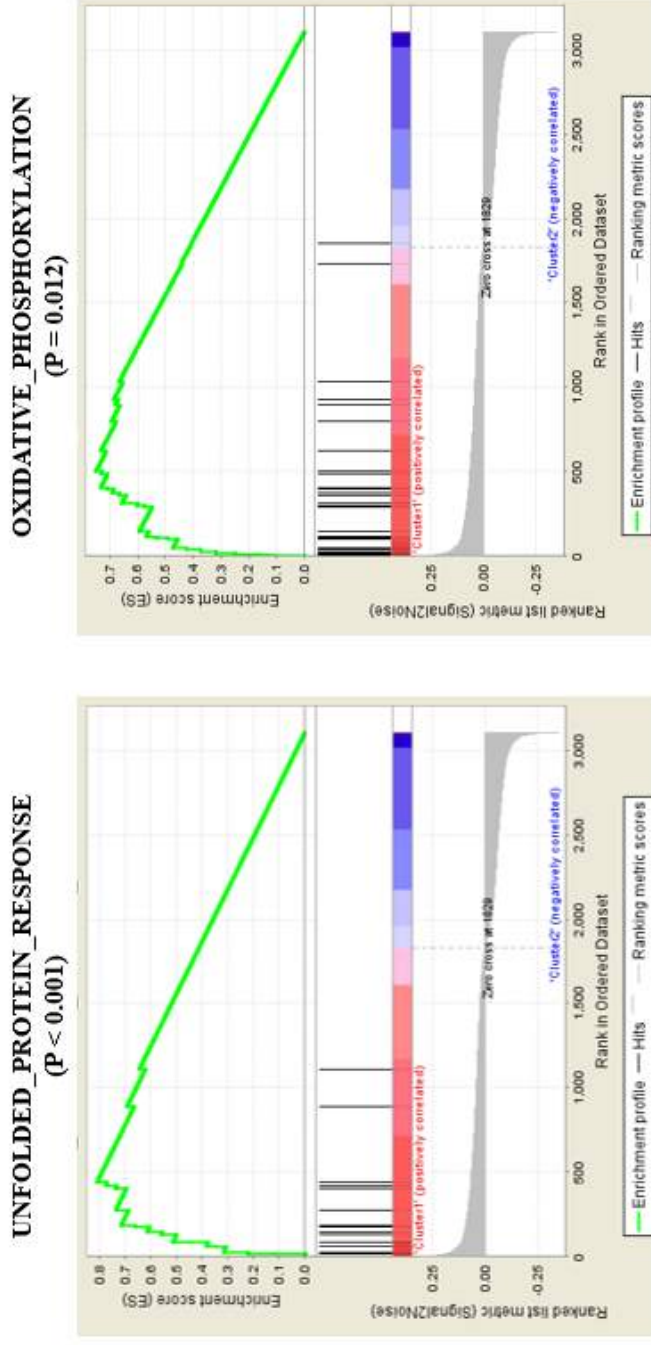 UNFOLDED_PROTEIN_RESPONSE
(P < 0.001)
Enrichment score (ES)
0.8
0.7
0.6
0.5
0.4
0.3
0.2
0.1
0.0
'Cluster1' (positively correlated)
Ranked list metric (Signal2Noise)
0.25
0.00
-0.25
Zero cross at 1829
'Cluster2' (negatively correlated)
0 500 1,000 1,500 2,000 2,500 3,000
Rank in Ordered Dataset
Enrichment profile Hits Ranking metric scores
OXIDATIVE_PHOSPHORYLATION
(P = 0.012)
Enrichment score (ES)
0.7
0.6
0.5
0.4
0.3
0.2
0.1
0.0
'Cluster1' (positively correlated)
Ranked list metric (Signal2Noise)
0.25
0.00
-0.25
Zero cross at 1829
'Cluster2' (negatively correlated)
0 500 1,000 1,500 2,000 2,500 3,000
Rank in Ordered Dataset
Enrichment profile Hits Ranking metric scores